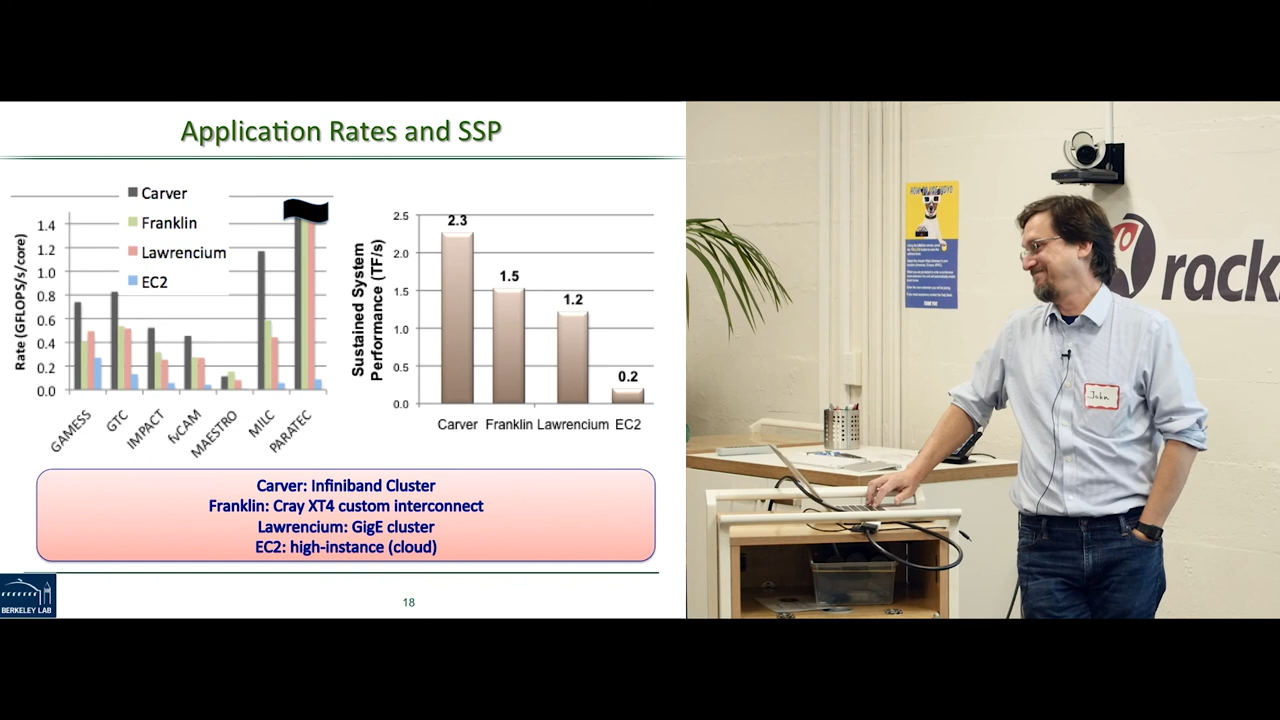 Application Rates and SSP
Carver
Franklin
Lawrencium
EC2
Rate (GFLOPS/s/core)
1.4
1.2
1.0
0.8
0.6
0.4
0.2
0.0
GAMESS
GTC
IMPACT
fvCAM
MAESTRO
MILC
PARATEC
Sustained System
Performance (TF/s)
2.5
2.0
1.5
1.0
0.5
0.0
2.3
1.5
1.2
0.2
Carver
Franklin
Lawrencium
EC2
Carver: Infiniband Cluster
Franklin: Cray XT4 custom interconnect
Lawrencium: GigE cluster
EC2: high-instance (cloud)
BERKELEY LAB
18
HOW TO USE
rack
John